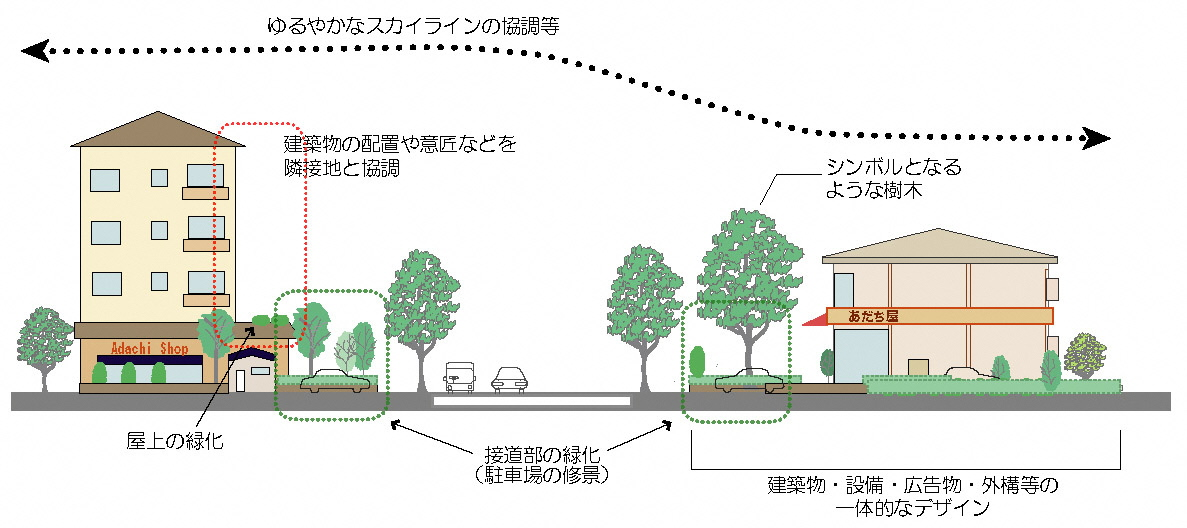 ゆるやかなスカイラインの協調等
建築物の配置や意匠などを
隣接地と協調
シンボルとなる
ような樹木
あだち屋
Adachi Shop
屋上の緑化
接道部の緑化
(駐車場の修景)
建築物・設備・広告物・外構等の
一体的なデザイン